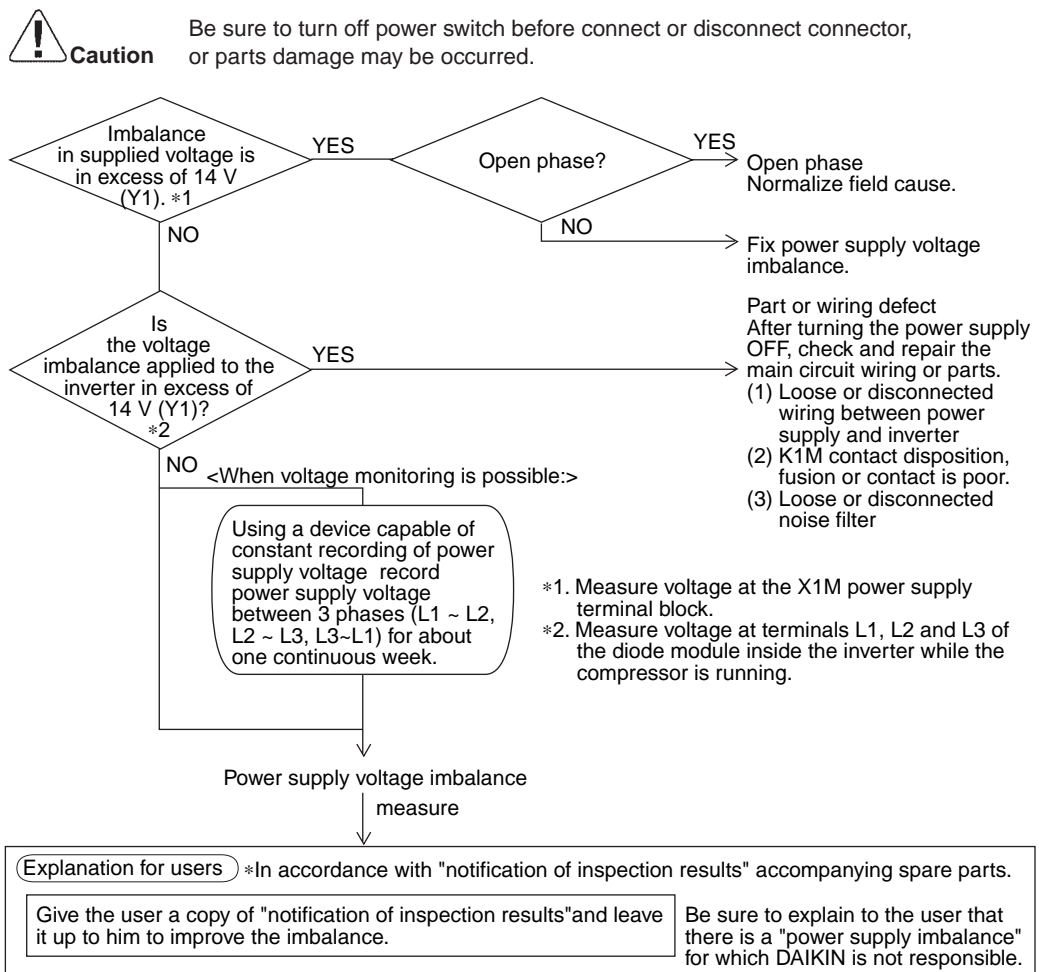 Be sure to turn off power switch before connect or disconnect connector,
Caution
or parts damage may be occurred.
Imbalance
in supplied voltage is
in excess of 14 V
(Y1). *1
YES
Open phase?
YES
Open phase
Normalize field cause.
NO
NO
Fix power supply voltage
imbalance.
Is
the voltage
imbalance applied to the
inverter in excess of
14 V (Y1)?
*2
YES
Part or wiring defect
After turning the power supply
OFF, check and repair the
main circuit wiring or parts.
(1) Loose or disconnected
wiring between power
supply and inverter
(2) K1M contact disposition,
fusion or contact is poor.
(3) Loose or disconnected
noise filter
NO
<When voltage monitoring is possible:>
Using a device capable of
constant recording of power
supply voltage record
power supply voltage
between 3 phases (L1 ~ L2,
L2 ~ L3, L3~L1) for about
one continuous week.
*1. Measure voltage at the X1M power supply
terminal block.
*2. Measure voltage at terminals L1, L2 and L3 of
the diode module inside the inverter while the
compressor is running.
Power supply voltage imbalance
measure
Explanation for users *In accordance with "notification of inspection results" accompanying spare parts.
Give the user a copy of "notification of inspection results"and leave
it up to him to improve the imbalance.
Be sure to explain to the user that
there is a "power supply imbalance"
for which DAIKIN is not responsible.